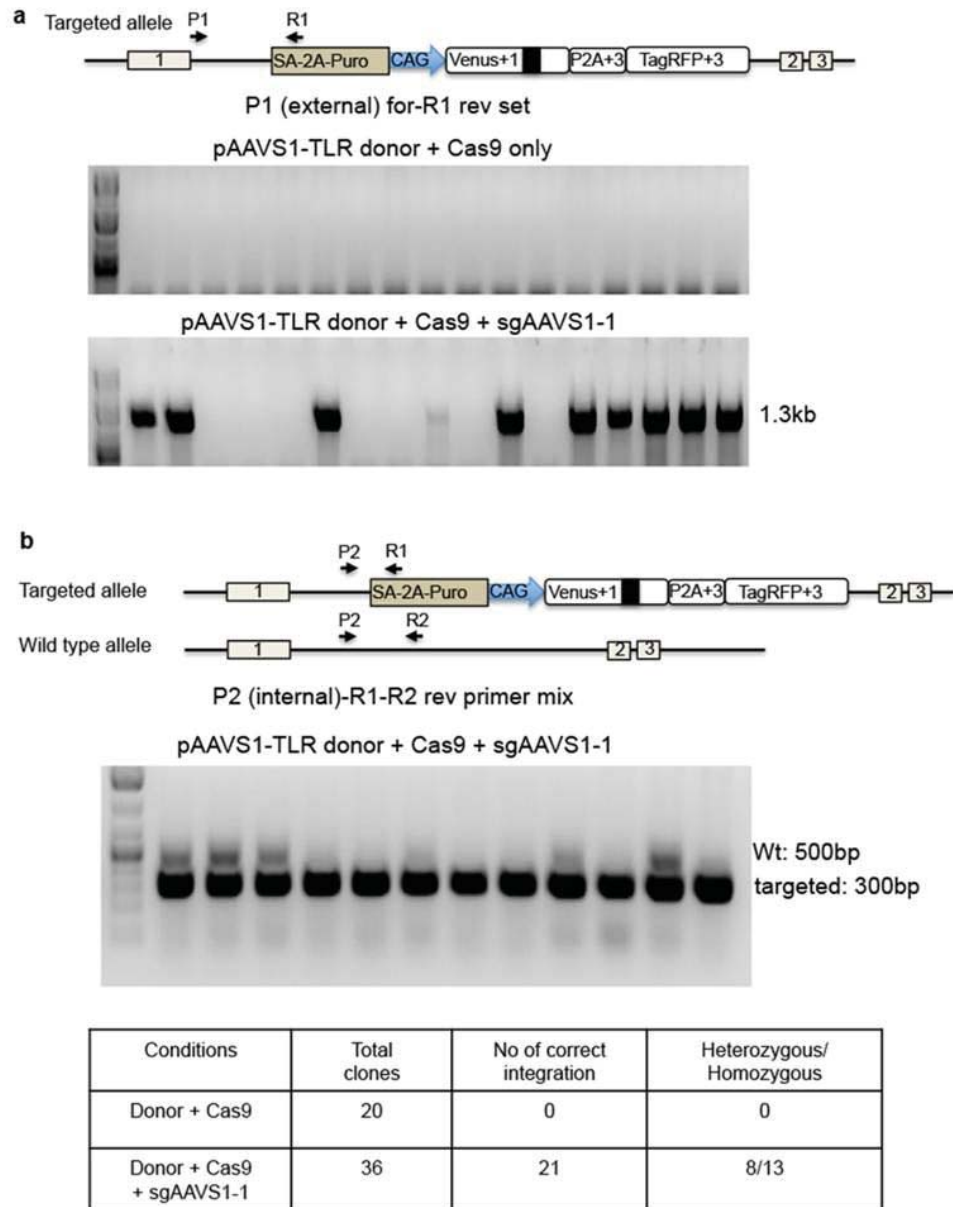 a
Targeted allele
P1
R1
1
SA-2A-Puro
CAG
Venus+1
P2A+3
TagRFP+3
2
3
P1 (external) for-R1 rev set
pAAVS1-TLR donor + Cas9 only
pAAVS1-TLR donor + Cas9 + sgAAVS1-1
1.3kb
b
P2
R1
Targeted allele
1
SA-2A-Puro
CAG
Venus+1
P2A+3
TagRFP+3
2
3
P2
R2
Wild type allele
1
2
3
P2 (internal)-R1-R2 rev primer mix
pAAVS1-TLR donor + Cas9 + sgAAVS1-1
Wt: 500bp
targeted: 300bp
Conditions
Total
clones
No of correct
integration
Heterozygous/
Homozygous
Donor + Cas9
20
0
0
Donor + Cas9
+ sgAAVS1-1
36
21
8/13